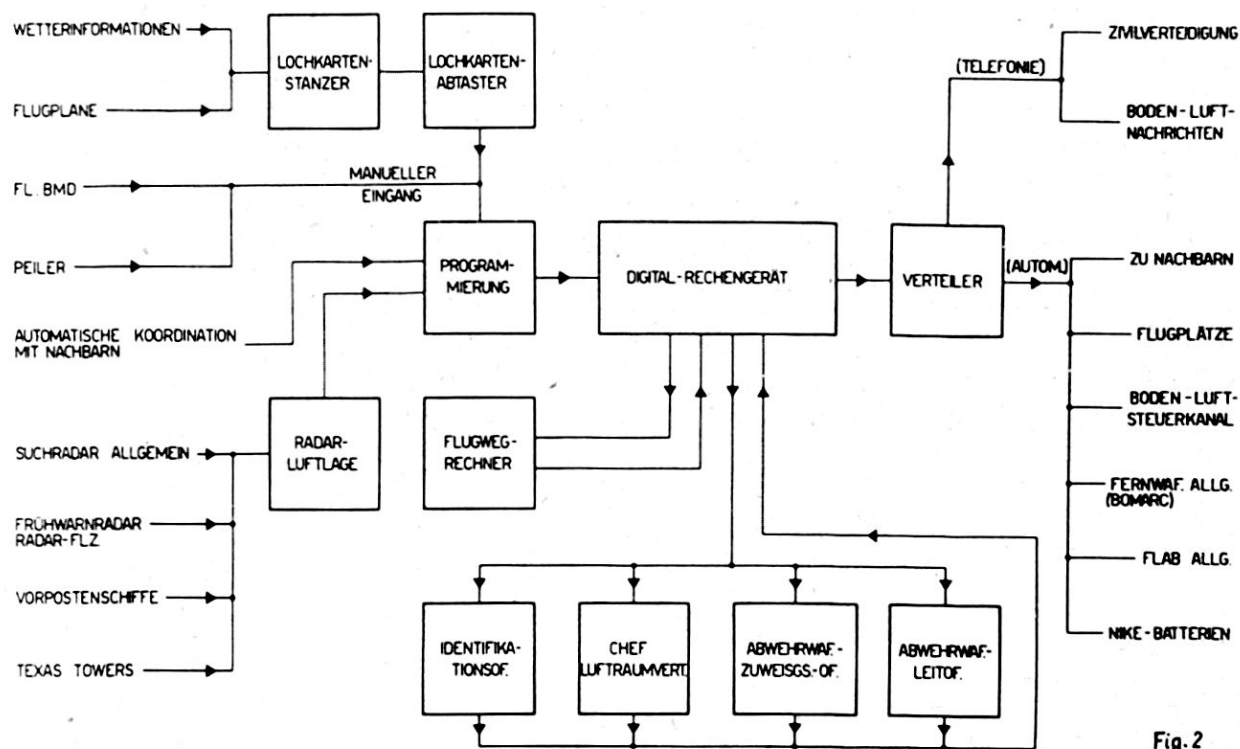 WETTERINFORMATIONEN
FLUGPLANE
LOCHKARTEN-
STANZER
LOCHKARTEN-
ABTASTER
FL. BMD
PEILER
MANUELLER
EINGANG
AUTOMATISCHE KOORDINATION
MIT NACHBARN
PROGRAM-
MIERUNG
DIGITAL-RECHENGERÄT
VERTEILER
(TELEFONIE)
ZIVILVERTEIDIGUNG
BODEN-LUFT-
NACHRICHTEN
(AUTOM.)
ZU NACHBARN
FLUGPLÄTZE
BODEN-LUFT-
STEUERKANAL
FERNWAF. ALLG.
(BOMARC)
FLAB ALLG.
NIKE-BATTERIEN
SUCHRADAR ALLGEMEIN
FRÜHWARNRADAR
RADAR-FLZ
VORPOSTENSCHIFFE
TEXAS TOWERS
RADAR-
LUFTLAGE
FLUGWEG-
RECHNER
IDENTIFIKA-
TIONSOF.
CHEF
LUFTRAUMVERT.
ABWEHRWAF.-
ZUWEISGS.-OF.
ABWEHRWAF.-
LEITOF.
Fig. 2